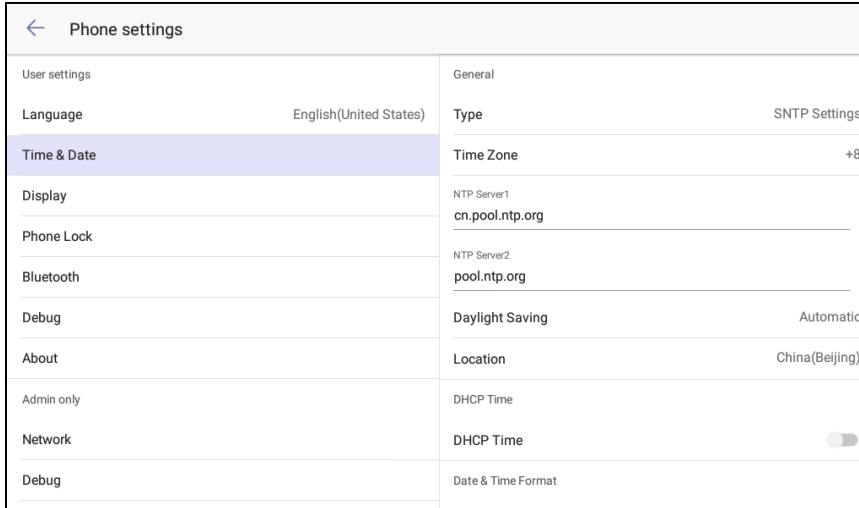 Phone settings
User settings
Language English(United States)
Time & Date
Display
Phone Lock
Bluetooth
Debug
About
Admin only
Network
Debug
General
Type SNTP Settings
Time Zone +8
NTP Server1
cn.pool.ntp.org
NTP Server2
pool.ntp.org
Daylight Saving Automatic
Location China(Beijing)
DHCP Time
DHCP Time
Date & Time Format